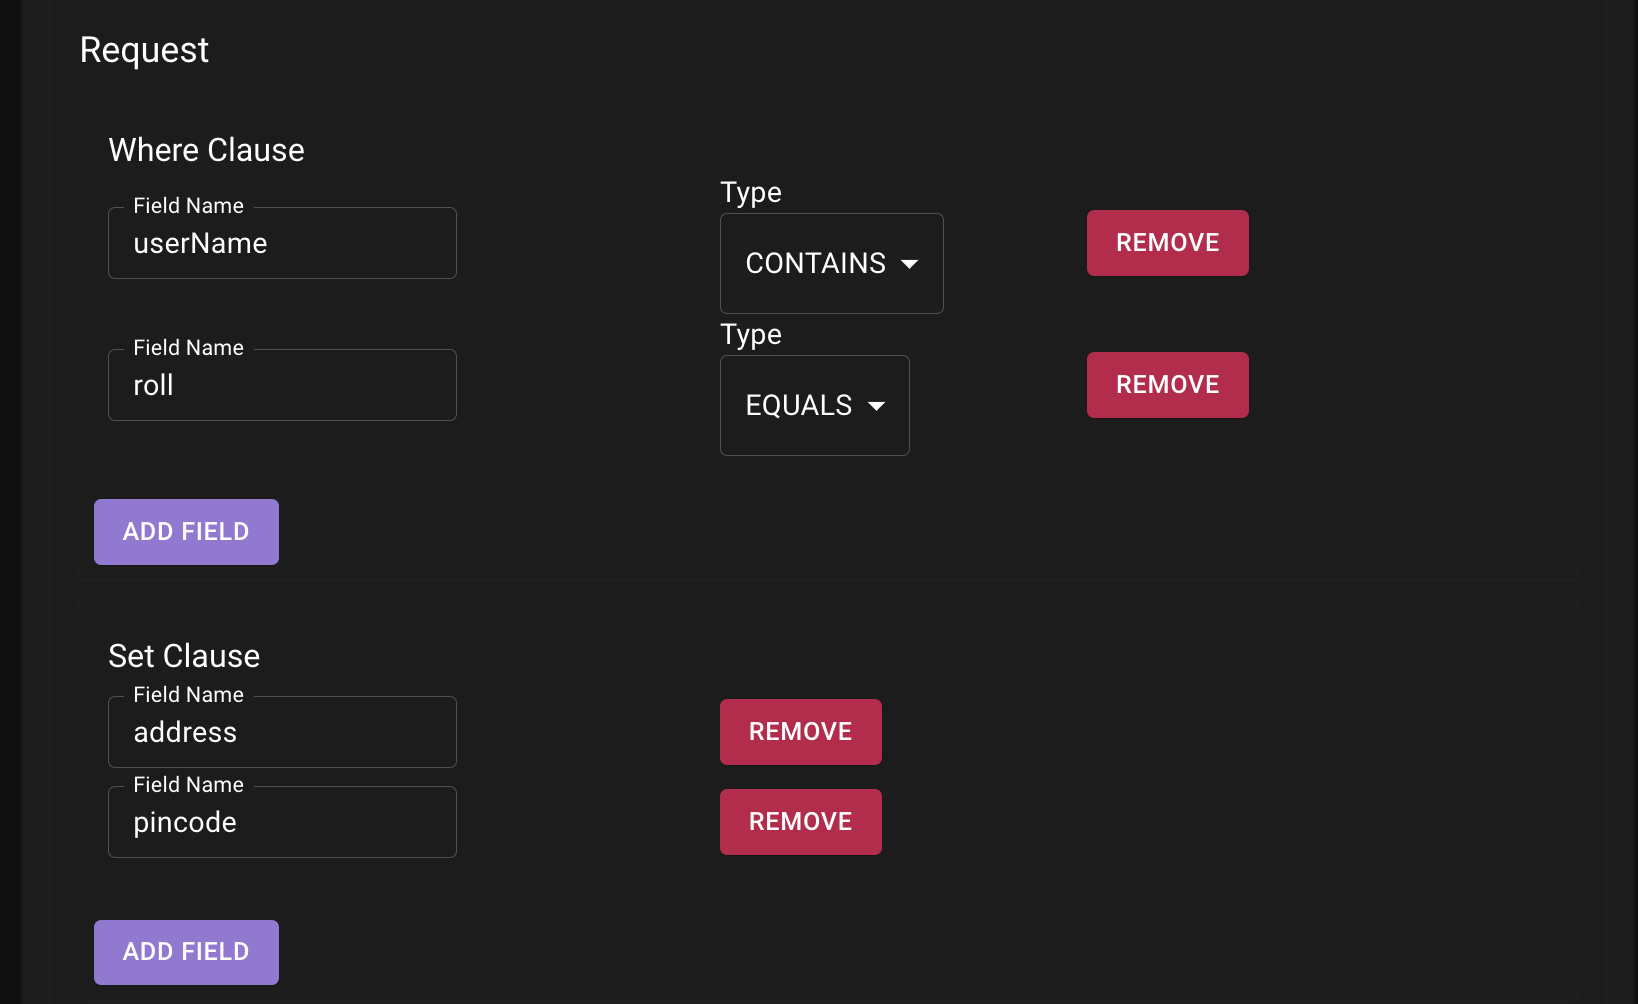 Request
Where Clause
Field Name
userName
Type
CONTAINS
REMOVE
Field Name
roll
Type
EQUALS
REMOVE
ADD FIELD
Set Clause
Field Name
address
REMOVE
Field Name
pincode
REMOVE
ADD FIELD